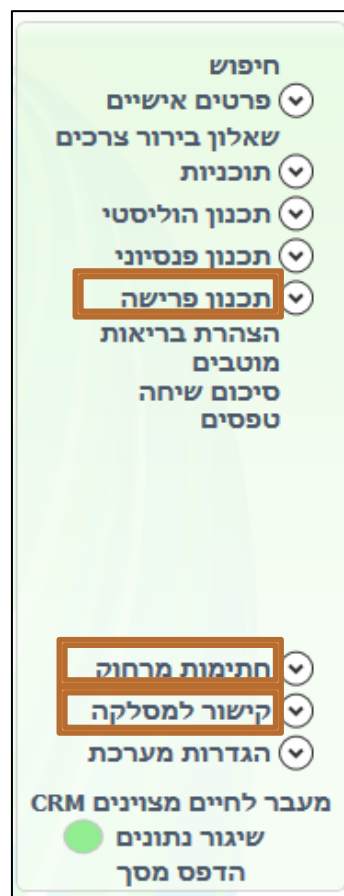 חיפוש
פרטים אישיים
שאלון בירור צרכים
תוכניות
תכנון הוליסטי
תכנון פנסיוני
תכנון פרישה
הצהרת בריאות
מוטבים
סיכום שיחה
טפסים
חתימות מרחוק
קישור למסלקה
הגדרות מערכת
מעבר לחיים מצוינים CRM
שיגור נתונים
הדפס מסך